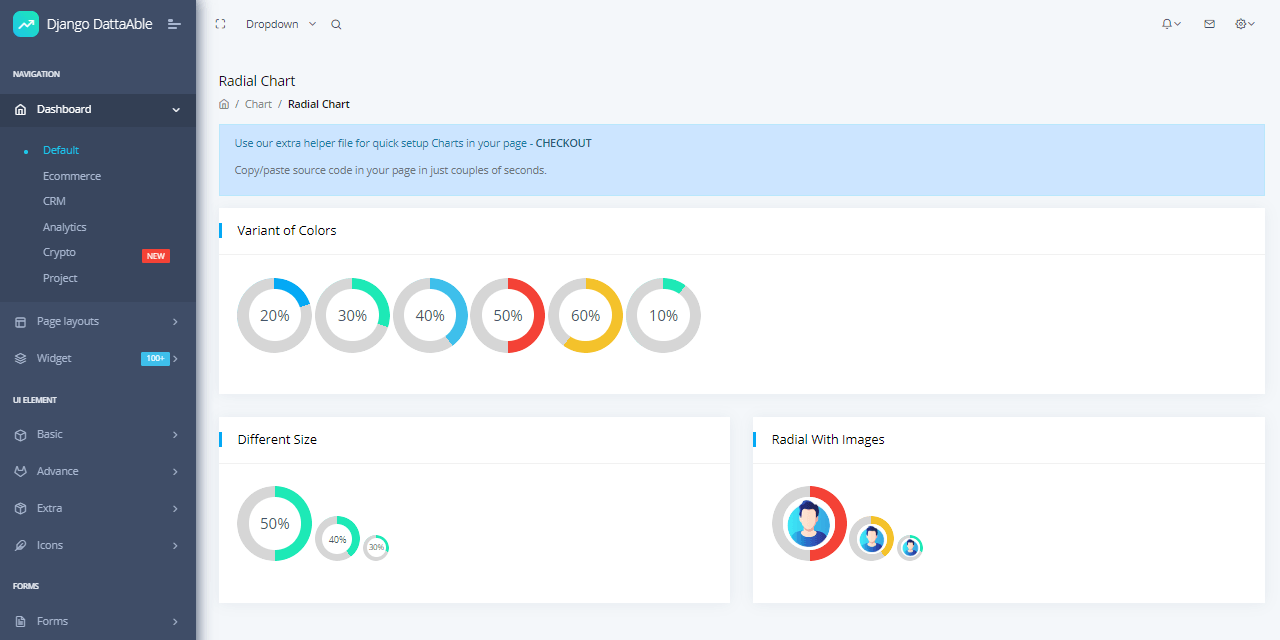 Django DattaAble
Dropdown
NAVIGATION
Dashboard
Default
Ecommerce
CRM
Analytics
Crypto NEW
Project
Page layouts
Widget 100+
UI ELEMENT
Basic
Advance
Extra
Icons
FORMS
Forms
Radial Chart
/ Chart / Radial Chart
Use our extra helper file for quick setup Charts in your page - CHECKOUT
Copy/paste source code in your page in just couples of seconds.
Variant of Colors
20% 30% 40% 50% 60% 10%
Different Size
50% 40% 30%
Radial With Images